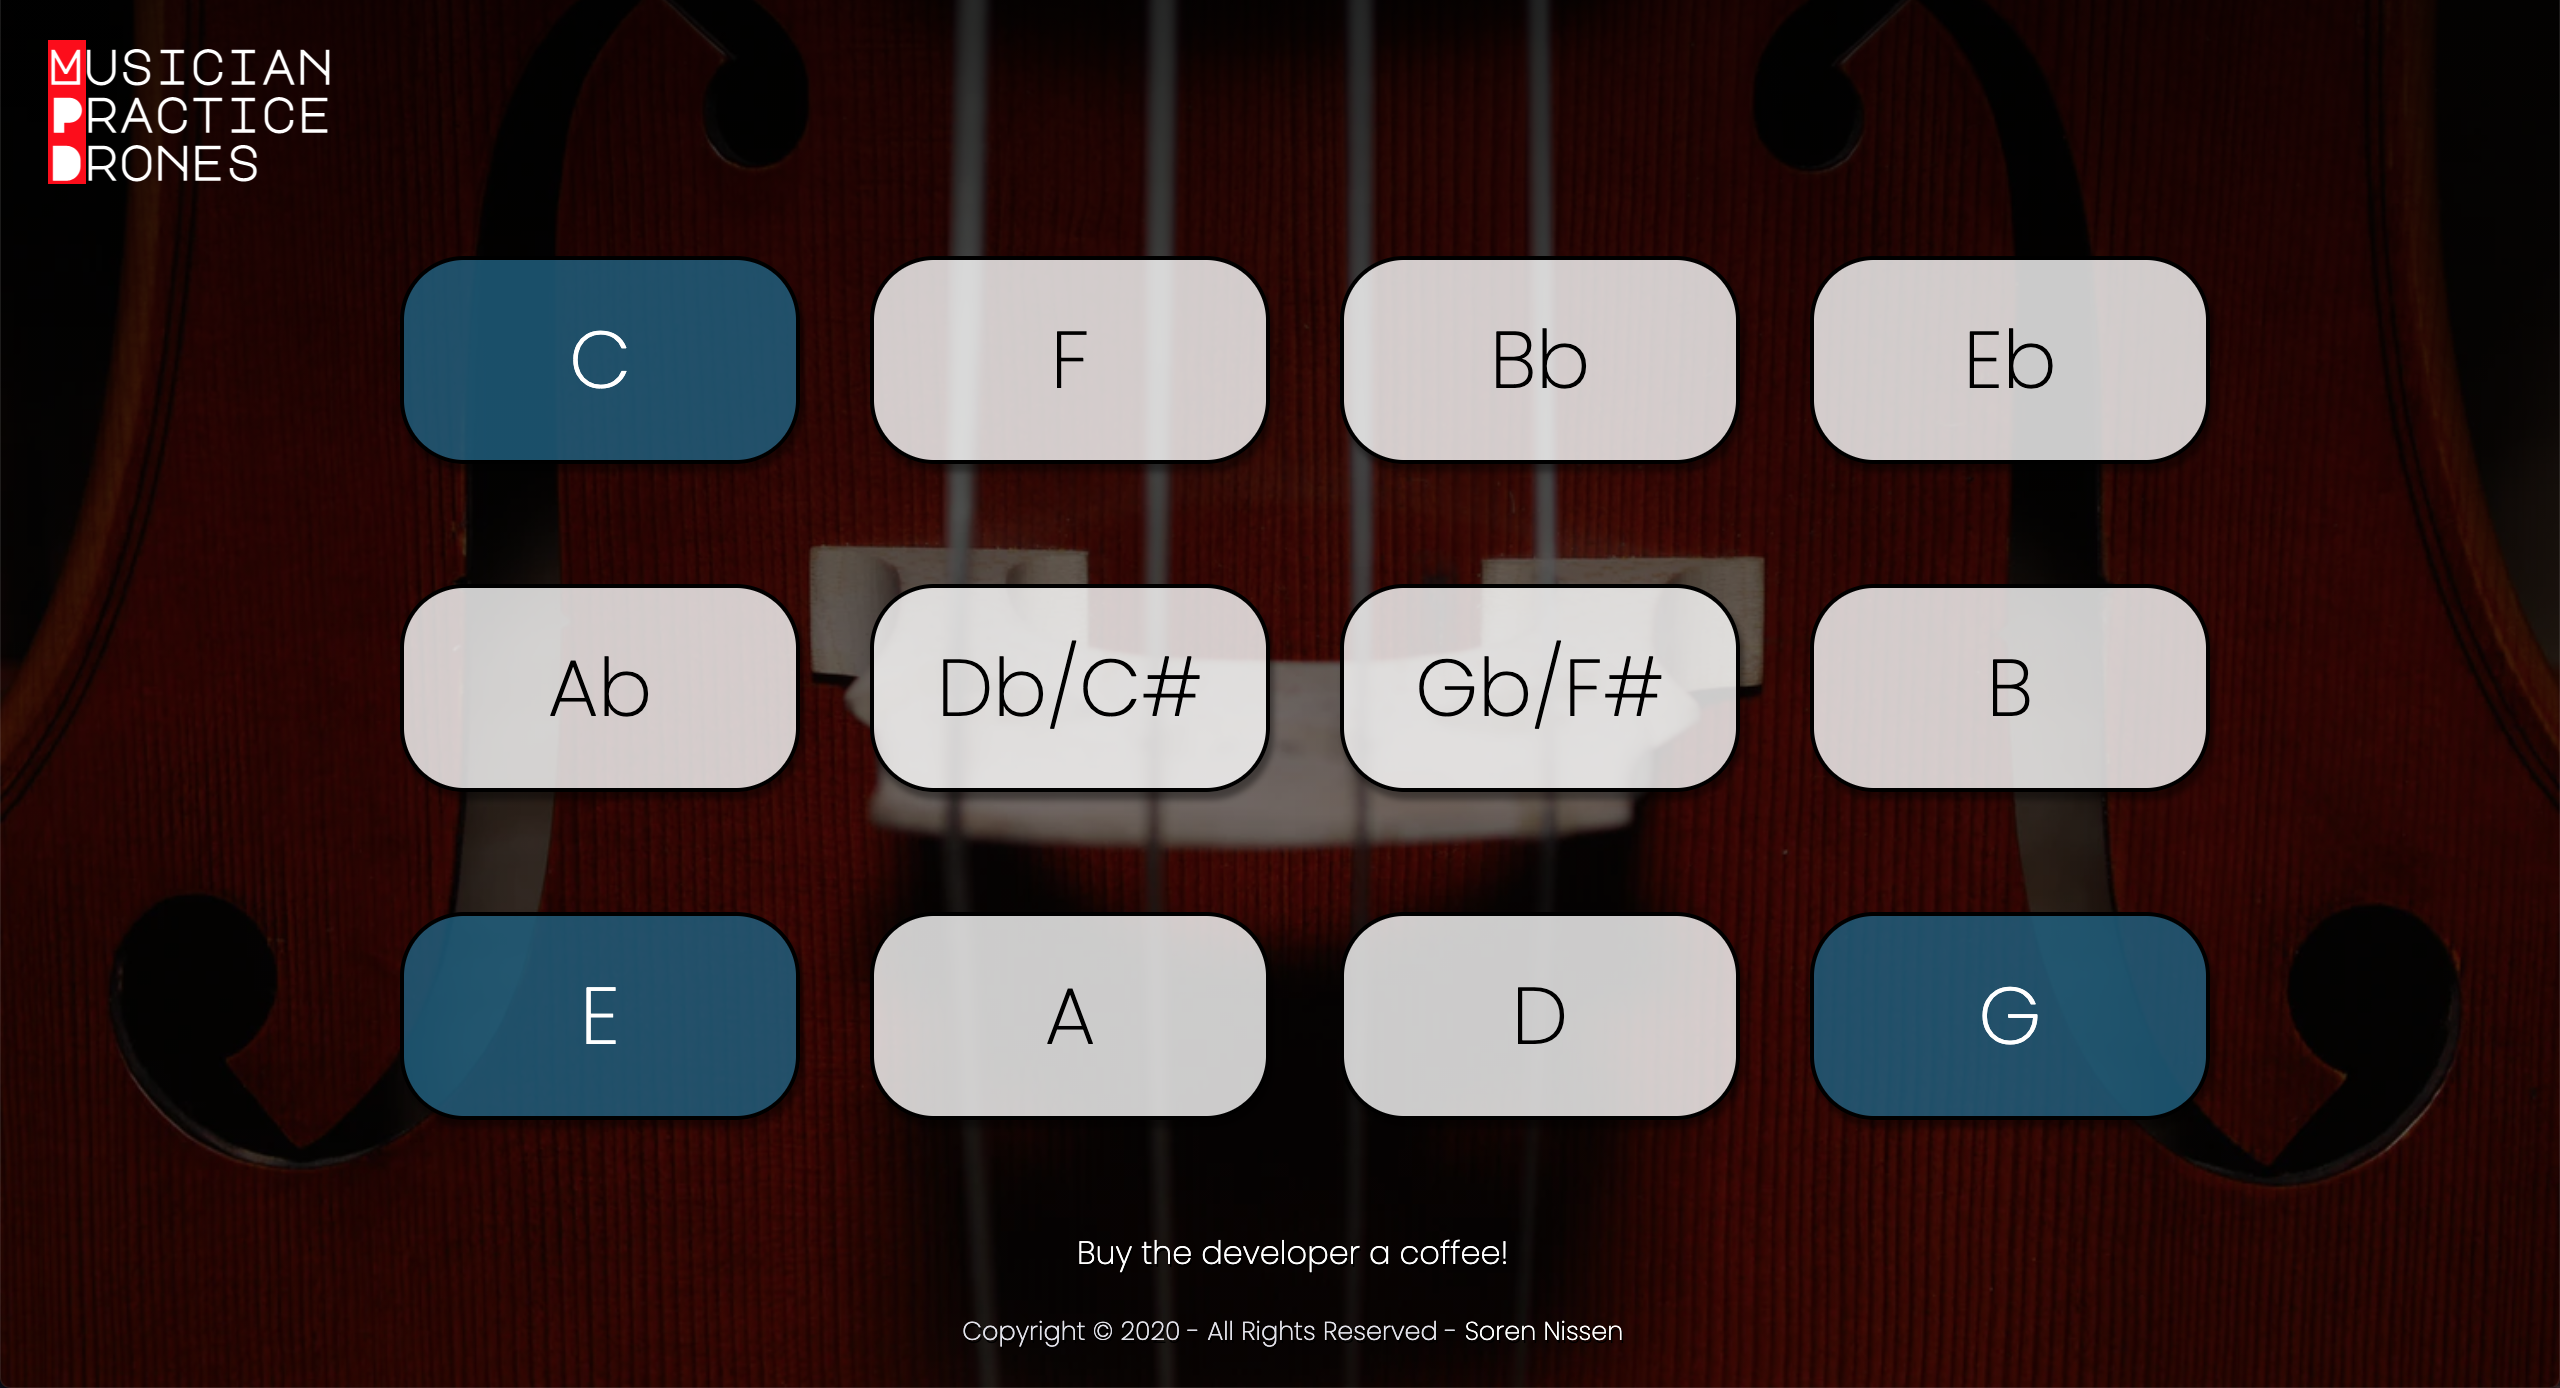 MUSICIAN
PRACTICE
DRONES
C F Bb Eb
Ab Db/C# Gb/F# B
E A D G
Buy the developer a coffee!
Copyright © 2020 - All Rights Reserved - Soren Nissen